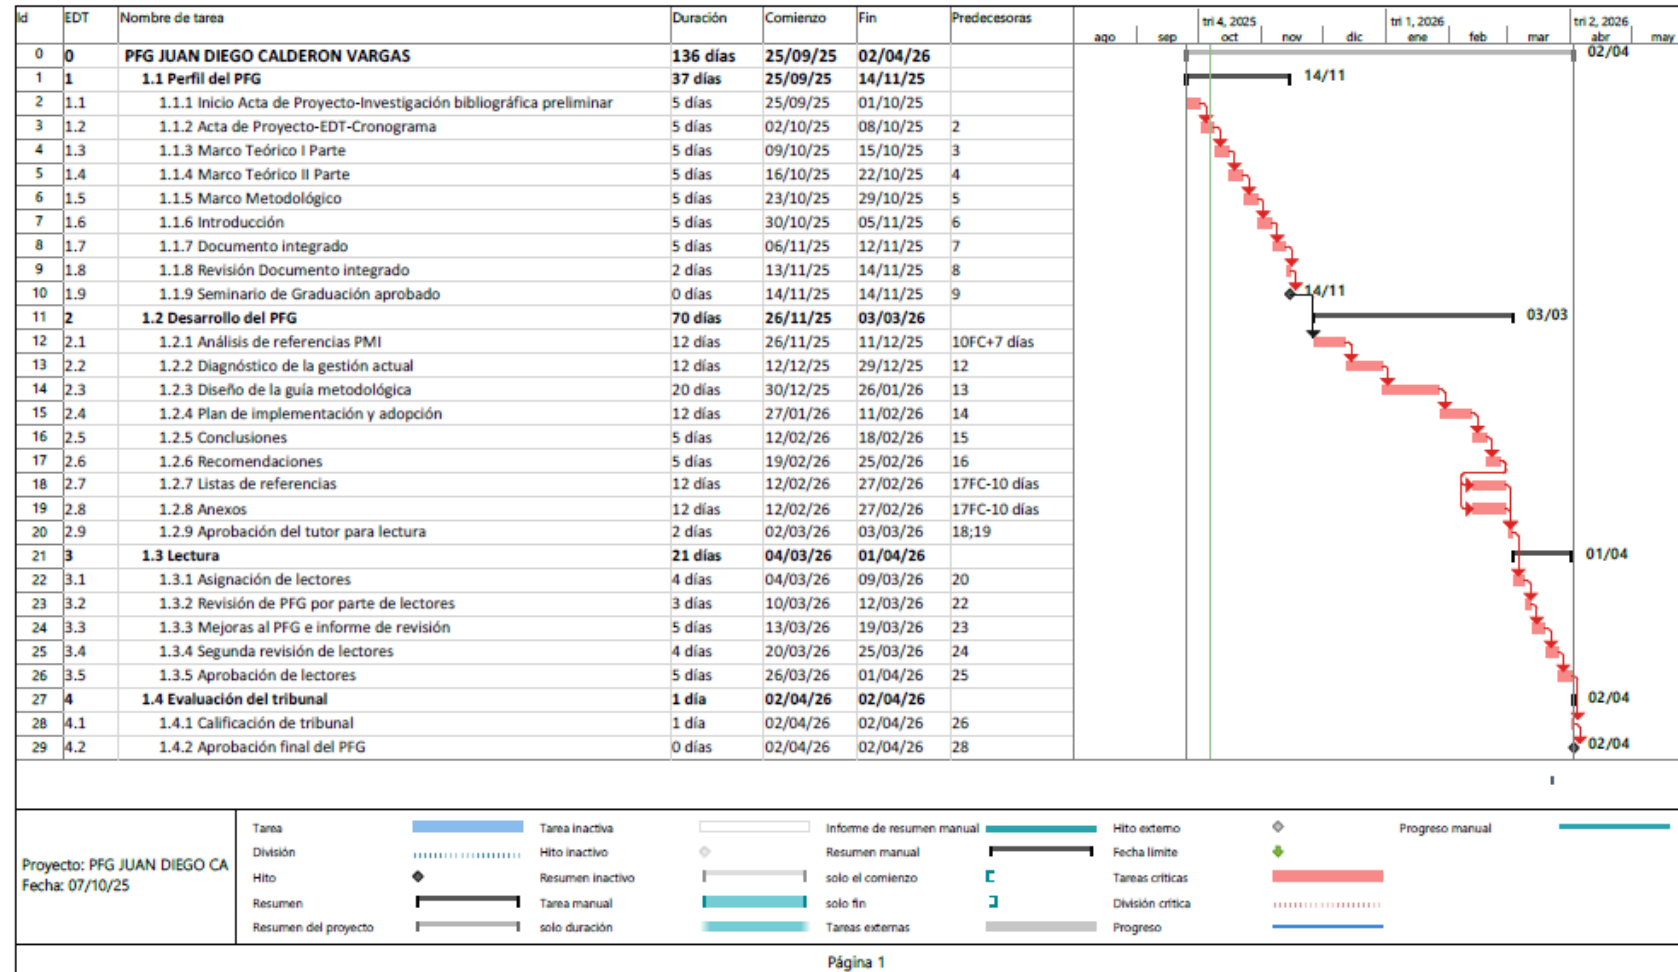 Id EDT Nombre de tarea Duración Comienzo Fin Predecesoras
tri 4, 2025 tri 1, 2026 tri 2, 2026
ago sep oct nov dic ene feb mar abr may
0 0 PFG JUAN DIEGO CALDERON VARGAS 136 días 25/09/25 02/04/26 02/04
1 1 1.1 Perfil del PFG 37 días 25/09/25 14/11/25 14/11
2 1.1 1.1.1 Inicio Acta de Proyecto-Investigación bibliográfica preliminar 5 días 25/09/25 01/10/25
3 1.2 1.1.2 Acta de Proyecto-EDT-Cronograma 5 días 02/10/25 08/10/25 2
4 1.3 1.1.3 Marco Teórico I Parte 5 días 09/10/25 15/10/25 3
5 1.4 1.1.4 Marco Teórico II Parte 5 días 16/10/25 22/10/25 4
6 1.5 1.1.5 Marco Metodológico 5 días 23/10/25 29/10/25 5
7 1.6 1.1.6 Introducción 5 días 30/10/25 05/11/25 6
8 1.7 1.1.7 Documento integrado 5 días 06/11/25 12/11/25 7
9 1.8 1.1.8 Revisión Documento integrado 2 días 13/11/25 14/11/25 8
10 1.9 1.1.9 Seminario de Graduación aprobado 0 días 14/11/25 14/11/25 9 14/11
11 2 1.2 Desarrollo del PFG 70 días 26/11/25 03/03/26 03/03
12 2.1 1.2.1 Análisis de referencias PMI 12 días 26/11/25 11/12/25 10FC+7 días
13 2.2 1.2.2 Diagnóstico de la gestión actual 12 días 12/12/25 29/12/25 12
14 2.3 1.2.3 Diseño de la guía metodológica 20 días 30/12/25 26/01/26 13
15 2.4 1.2.4 Plan de implementación y adopción 12 días 27/01/26 11/02/26 14
16 2.5 1.2.5 Conclusiones 5 días 12/02/26 18/02/26 15
17 2.6 1.2.6 Recomendaciones 5 días 19/02/26 25/02/26 16
18 2.7 1.2.7 Listas de referencias 12 días 12/02/26 27/02/26 17FC-10 días
19 2.8 1.2.8 Anexos 12 días 12/02/26 27/02/26 17FC-10 días
20 2.9 1.2.9 Aprobación del tutor para lectura 2 días 02/03/26 03/03/26 18;19
21 3 1.3 Lectura 21 días 04/03/26 01/04/26 01/04
22 3.1 1.3.1 Asignación de lectores 4 días 04/03/26 09/03/26 20
23 3.2 1.3.2 Revisión de PFG por parte de lectores 3 días 10/03/26 12/03/26 22
24 3.3 1.3.3 Mejoras al PFG e informe de revisión 5 días 13/03/26 19/03/26 23
25 3.4 1.3.4 Segunda revisión de lectores 4 días 20/03/26 25/03/26 24
26 3.5 1.3.5 Aprobación de lectores 5 días 26/03/26 01/04/26 25
27 4 1.4 Evaluación del tribunal 1 día 02/04/26 02/04/26 02/04
28 4.1 1.4.1 Calificación de tribunal 1 día 02/04/26 02/04/26 26
29 4.2 1.4.2 Aprobación final del PFG 0 días 02/04/26 02/04/26 28 02/04
Proyecto: PFG JUAN DIEGO CA
Fecha: 07/10/25
Tarea Tarea inactiva Informe de resumen manual Hito externo Progreso manual
División Hito inactivo Resumen manual Fecha límite
Hito Resumen inactivo solo el comienzo Tareas críticas
Resumen Tarea manual solo fin División crítica
Resumen del proyecto solo duración Tareas externas Progreso
Página 1